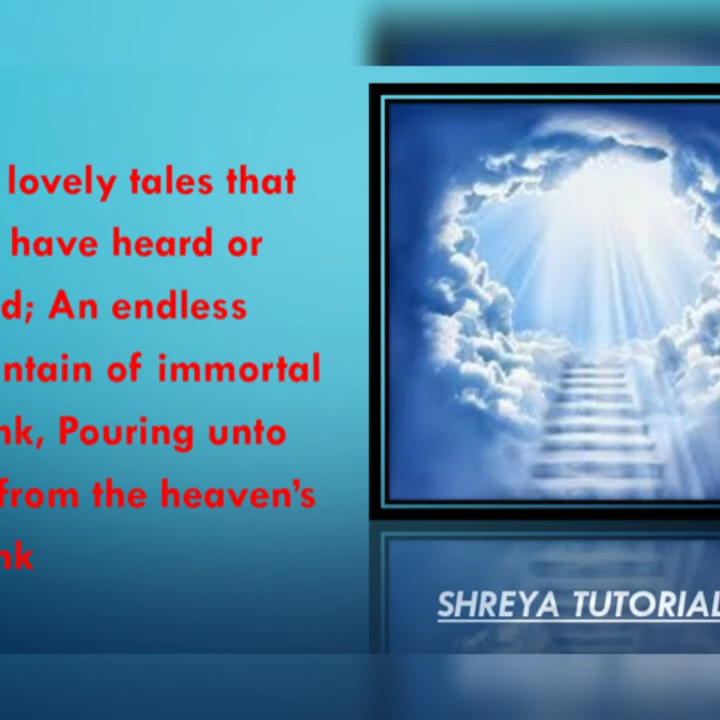 lovely tales that
have heard or
d; An endless
ntain of immortal
nk, Pouring unto
from the heaven's
nk
SHREYA TUTORIAL